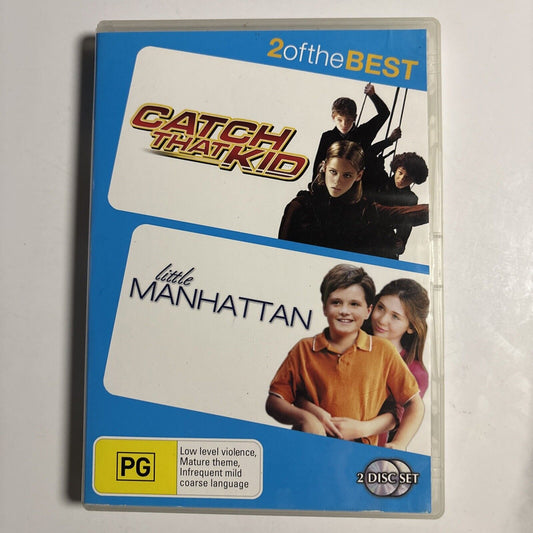 2oftheBEST
CATCH
THAT KID
little
MANHATTAN
PG
Low level violence,
Mature theme,
Infrequent mild
coarse language
2 DISC SET